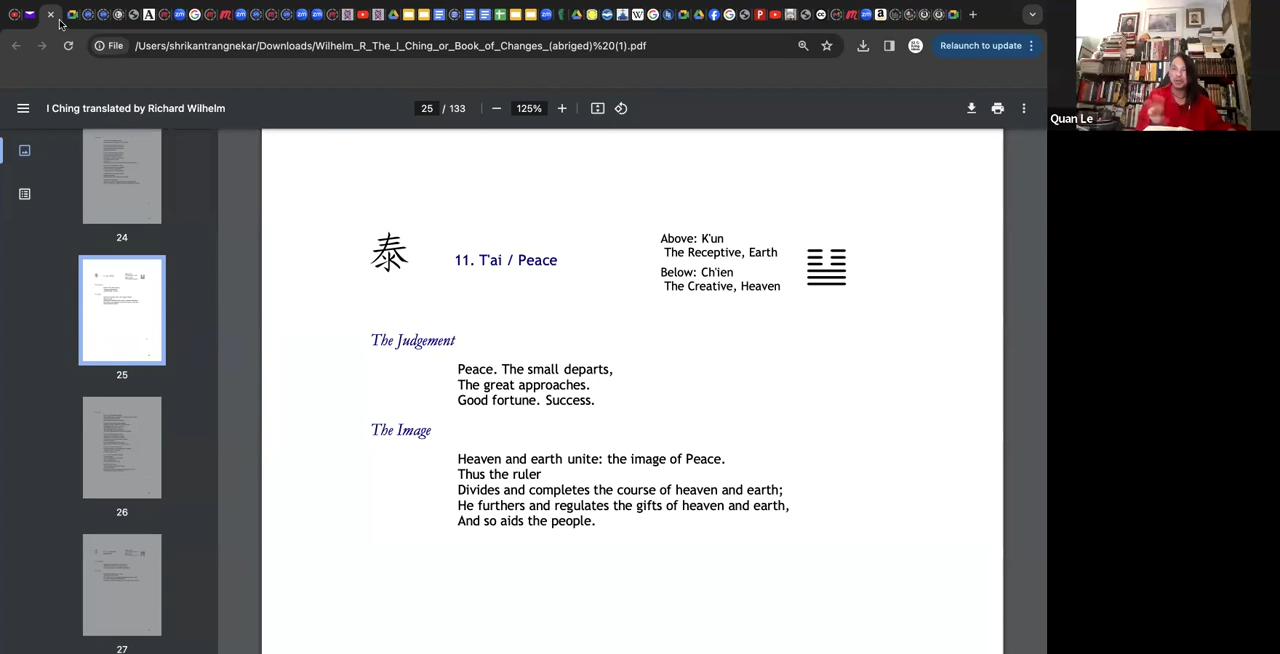 File
/Users/shrikantrangnekar/Downloads/Wilhelm_R_The_I_Ching_or_Book_of_Changes_(abriged)%20(1).pdf
Relaunch to update
I Ching translated by Richard Wilhelm
25 / 133
125%
Quan Le
24
25
26
27
泰
11. T'ai / Peace
Above: K'un
The Receptive, Earth
Below: Ch'ien
The Creative, Heaven
The Judgement
Peace. The small departs,
The great approaches.
Good fortune. Success.
The Image
Heaven and earth unite: the image of Peace.
Thus the ruler
Divides and completes the course of heaven and earth;
He furthers and regulates the gifts of heaven and earth,
And so aids the people.